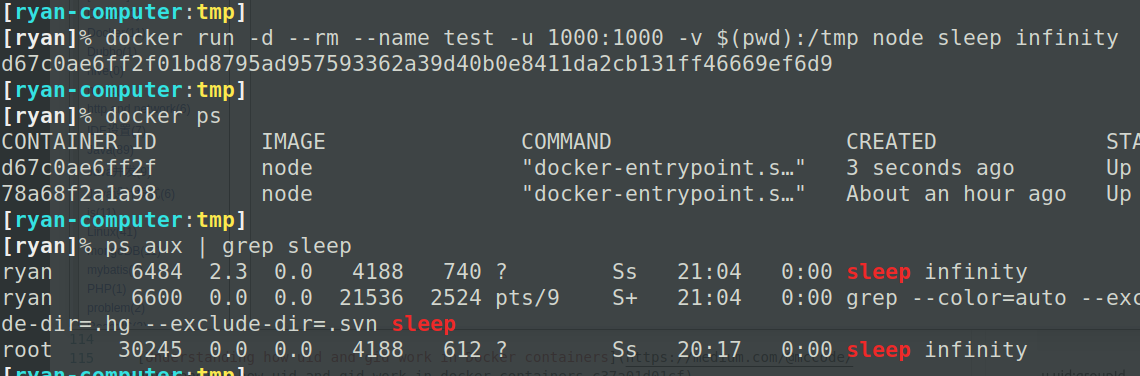 [ryan-computer:tmp]
[ryan]% docker run -d --rm --name test -u 1000:1000 -v $(pwd):/tmp node sleep infinity
d67c0ae6ff2f01bd8795ad957593362a39d40b0e8411da2cb131ff46669ef6d9
[ryan-computer:tmp]
[ryan]% docker ps
CONTAINER ID IMAGE COMMAND CREATED STA
d67c0ae6ff2f node "docker-entrypoint.s…" 3 seconds ago Up
78a68f2a1a98 node "docker-entrypoint.s…" About an hour ago Up
[ryan-computer:tmp]
[ryan]% ps aux | grep sleep
ryan 6484 2.3 0.0 4188 740 ? Ss 21:04 0:00 sleep infinity
ryan 6600 0.0 0.0 21536 2524 pts/9 S+ 21:04 0:00 grep --color=auto --exc
de-dir=.hg --exclude-dir=.svn sleep
root 30245 0.0 0.0 4188 612 ? Ss 20:17 0:00 sleep infinity
[ryan-computer:tmp]